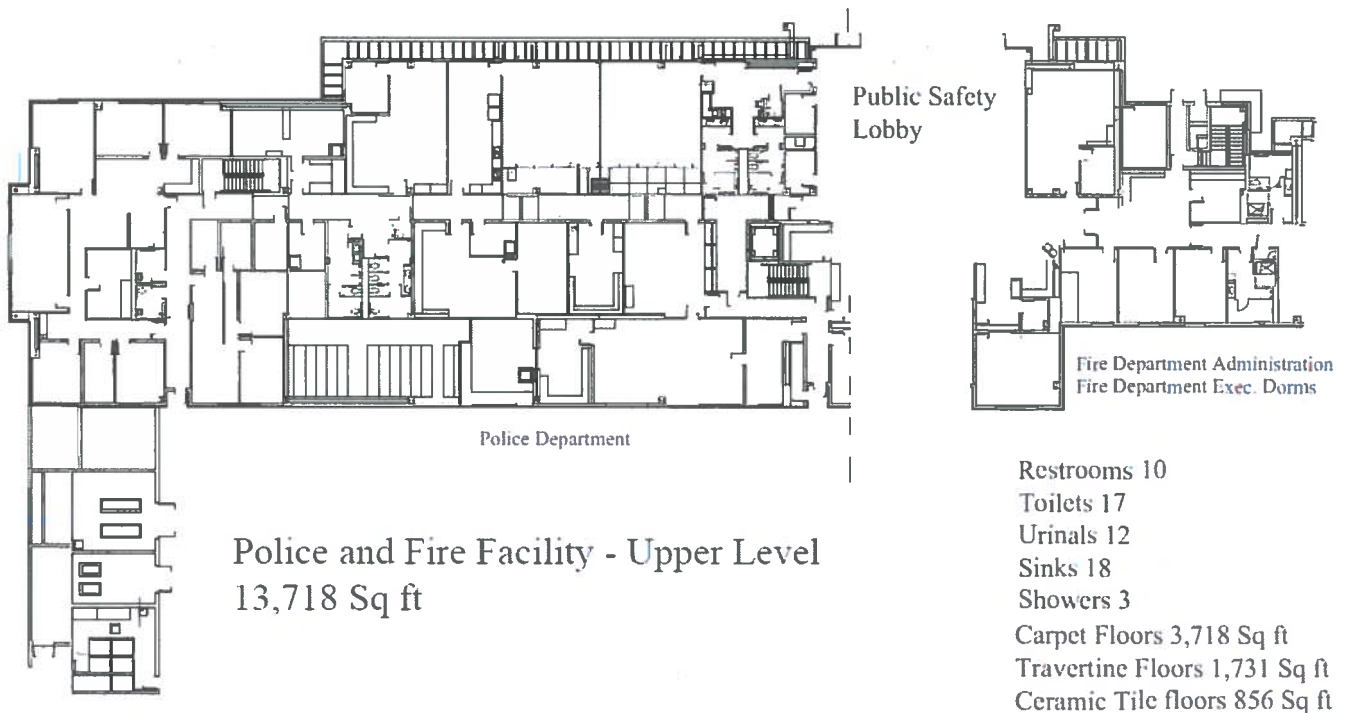 Public Safety
Lobby
Fire Department Administration
Fire Department Exec. Dorms
Police Department
Police and Fire Facility - Upper Level
13,718 Sq ft
Restrooms 10
Toilets 17
Urinals 12
Sinks 18
Showers 3
Carpet Floors 3,718 Sq ft
Travertine Floors 1,731 Sq ft
Ceramic Tile floors 856 Sq ft